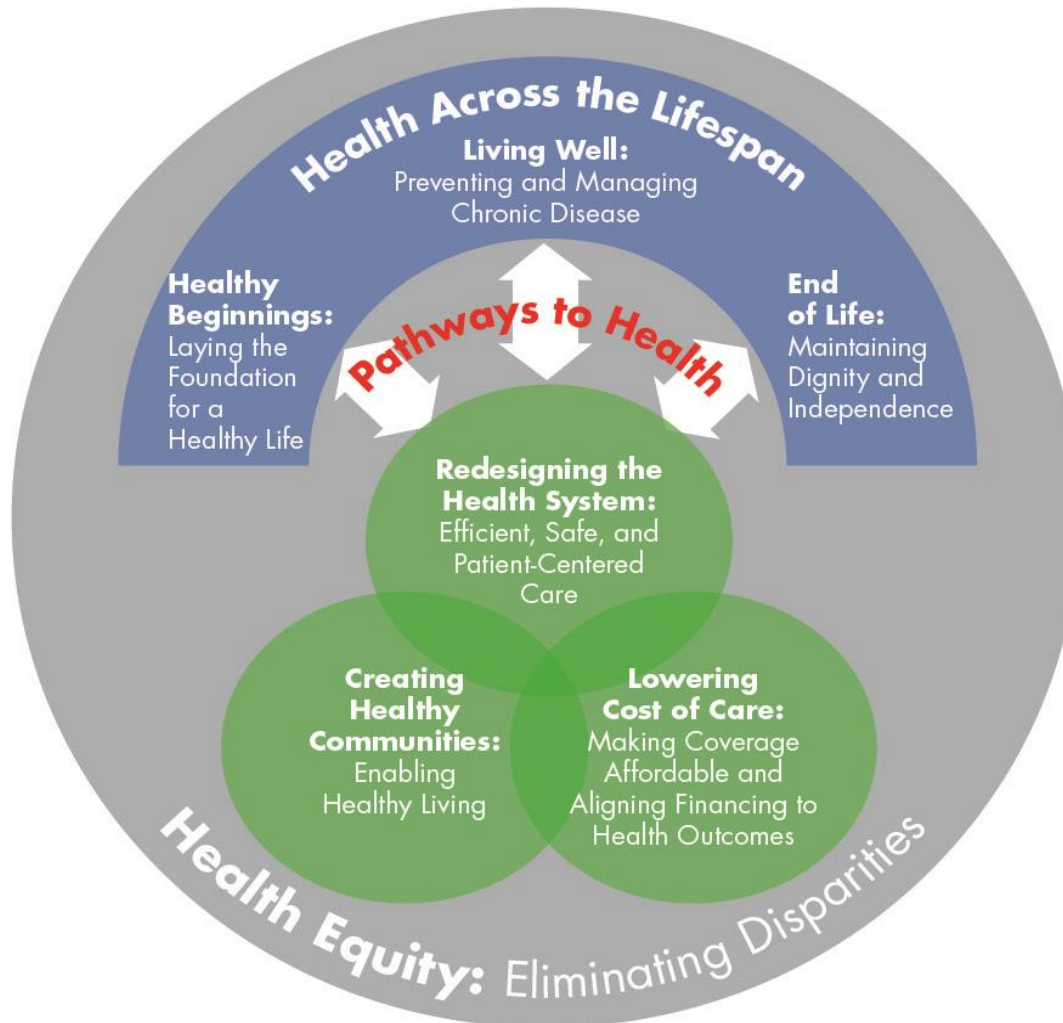 Health Across the Lifespan
Living Well:
Preventing and Managing
Chronic Disease
Healthy
Beginnings:
Laying the
Foundation
for a
Healthy Life
End
of Life:
Maintaining
Dignity and
Independence
Pathways to Health
Redesigning the
Health System:
Efficient, Safe, and
Patient-Centered
Care
Creating
Healthy
Communities:
Enabling
Healthy Living
Lowering
Cost of Care:
Making Coverage
Affordable and
Aligning Financing to
Health Outcomes
Health Equity: Eliminating Disparities